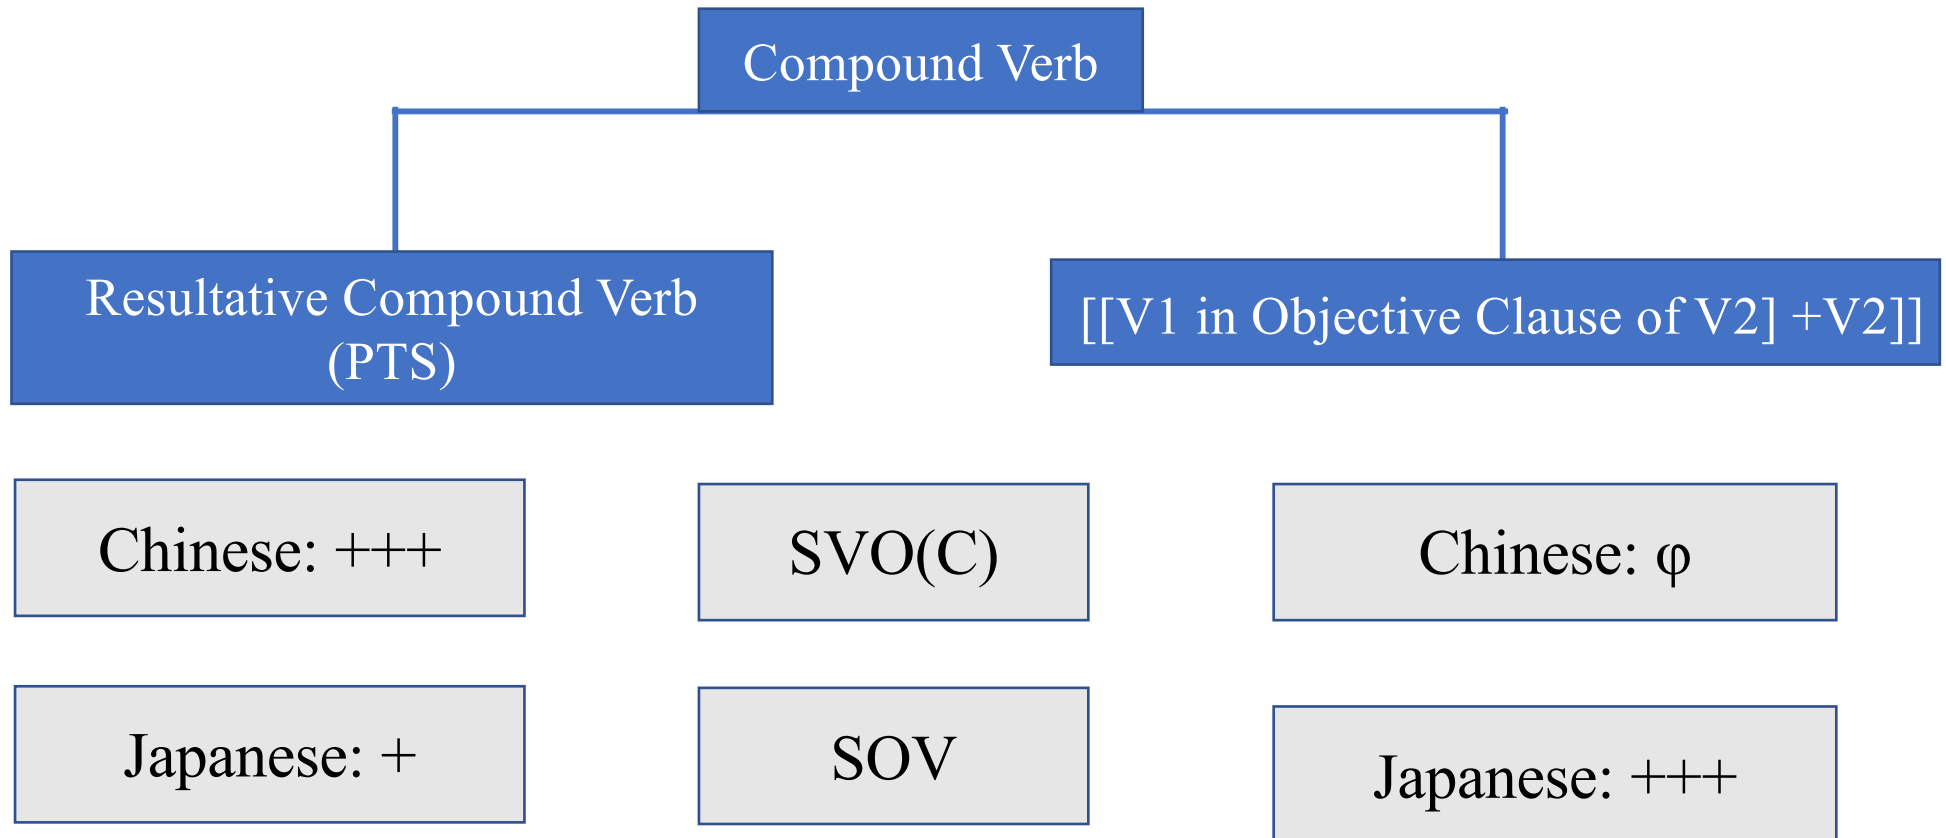 Compound Verb
Resultative Compound Verb
(PTS)
[[V1 in Objective Clause of V2] +V2]]
Chinese: +++
SVO(C)
Chinese: φ
Japanese: +
SOV
Japanese: +++